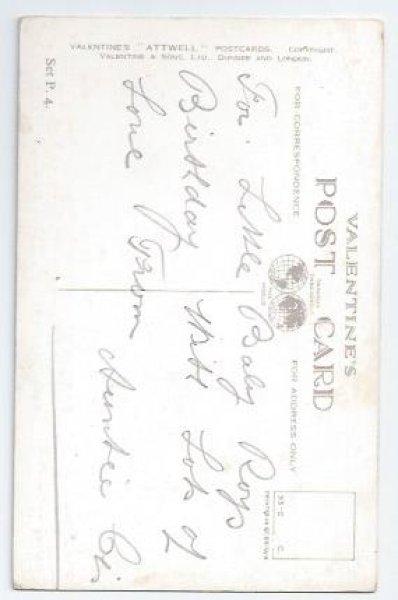 VALENTINE'S "ATTWELL" POSTCARDS. COPYRIGHT.
VALENTINE & SONS, LTD., DUNDEE AND LONDON.
Set P. 4.
VALENTINE'S
POST CARD
FOR CORRESPONDENCE
FOR ADDRESS ONLY
For Little Baby Roys
Birthday With Lots of
Love From Auntie